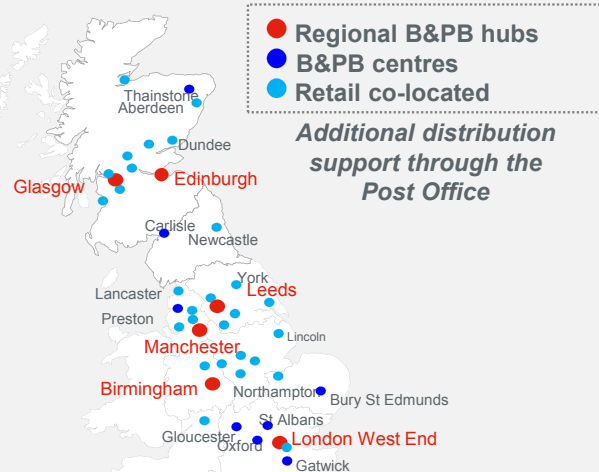 Regional B&PB hubs
B&PB centres
Retail co-located
Additional distribution
support through the
Post Office
Thainstone
Aberdeen
Dundee
Glasgow
Edinburgh
Carlisle
Newcastle
York
Lancaster
Leeds
Preston
Lincoln
Manchester
Birmingham
Northampton
Bury St Edmunds
St Albans
Gloucester
Oxford
London West End
Gatwick